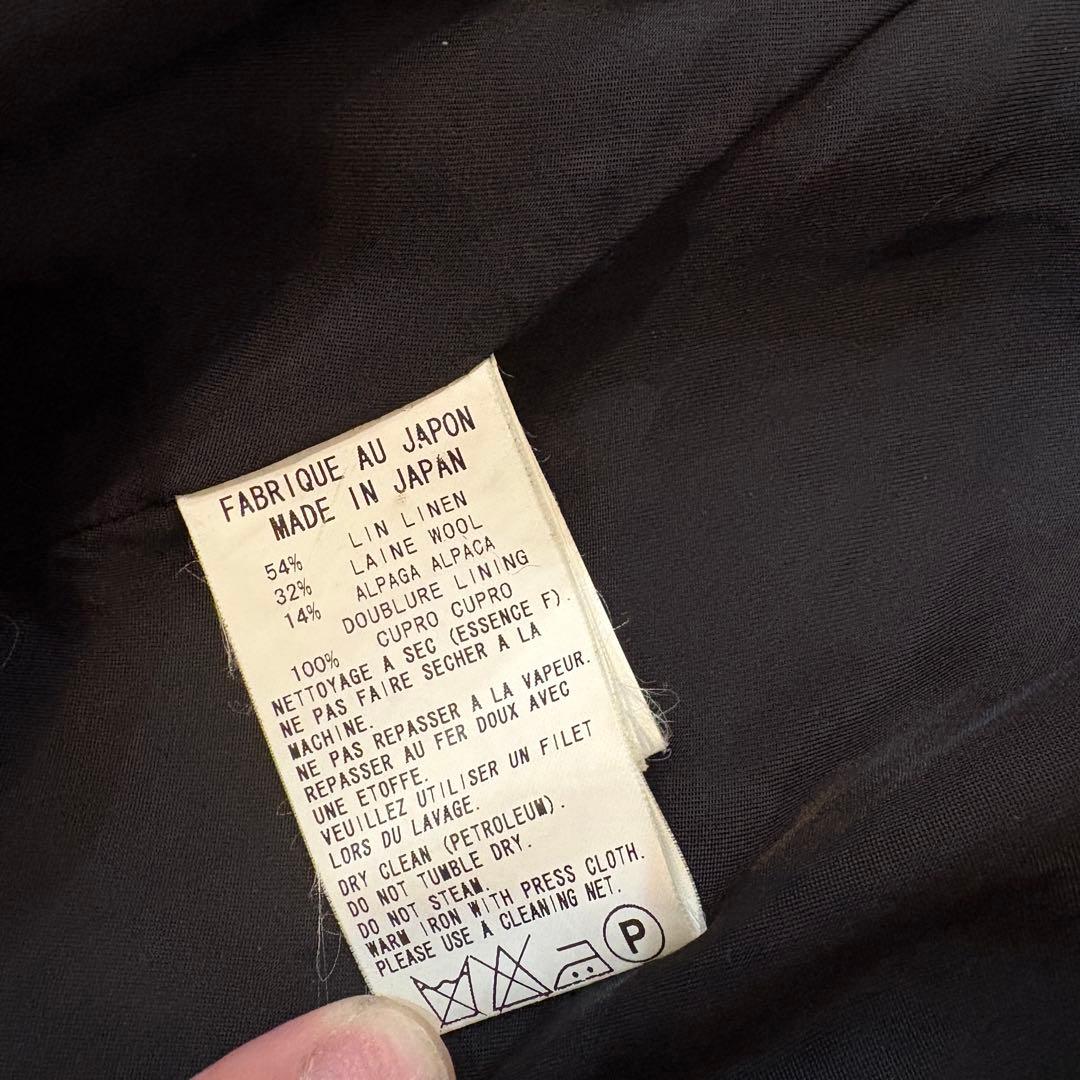 FABRIQUE AU JAPON
MADE IN JAPAN
54% LIN LINEN
32% LAINE WOOL
14% ALPAGA ALPACA
DOUBLURE LINING
100% CUPRO CUPRO
NETTOYAGE A SEC (ESSENCE F).
NE PAS FAIRE SECHER A LA
MACHINE.
NE PAS REPASSER A LA VAPEUR.
REPASSER AU FER DOUX AVEC
UNE ETOFFE.
VEUILLEZ UTILISER UN FILET
LORS DU LAVAGE.
DRY CLEAN (PETROLEUM).
DO NOT TUMBLE DRY.
DO NOT STEAM.
WARM IRON WITH PRESS CLOTH.
PLEASE USE A CLEANING NET.
P